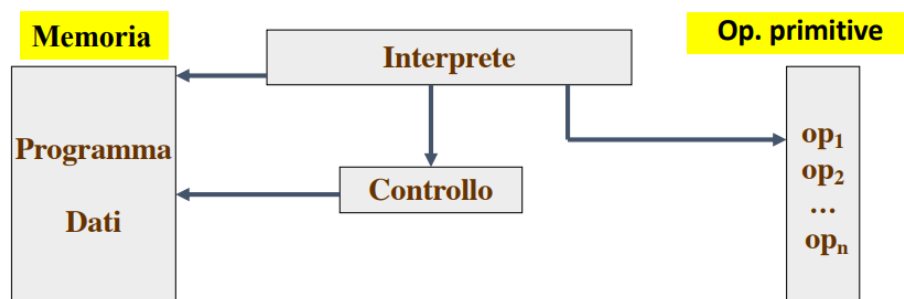 Memoria
Interprete
Op. primitive
Programma
Dati
Controllo
op₁
op₂
...
opₙ